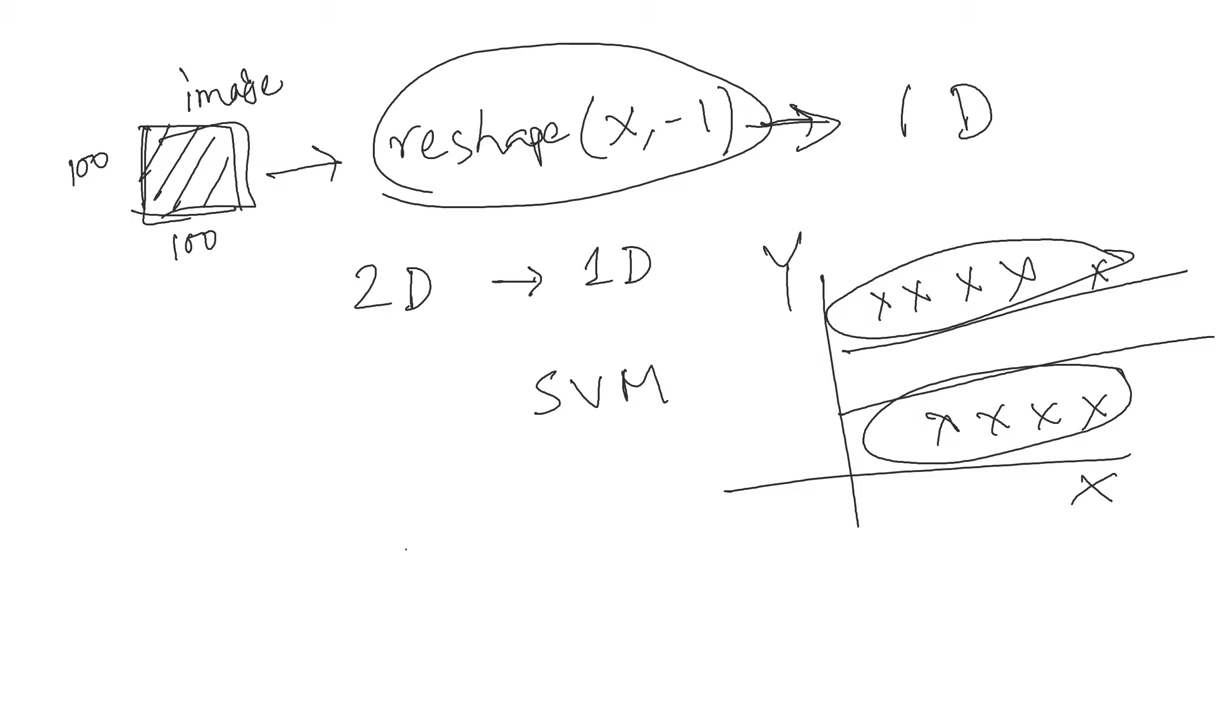 image
100
100
reshape(x,-1) → 1D
2D → 1D
SVM
Y
x x x x x
x x x x
X